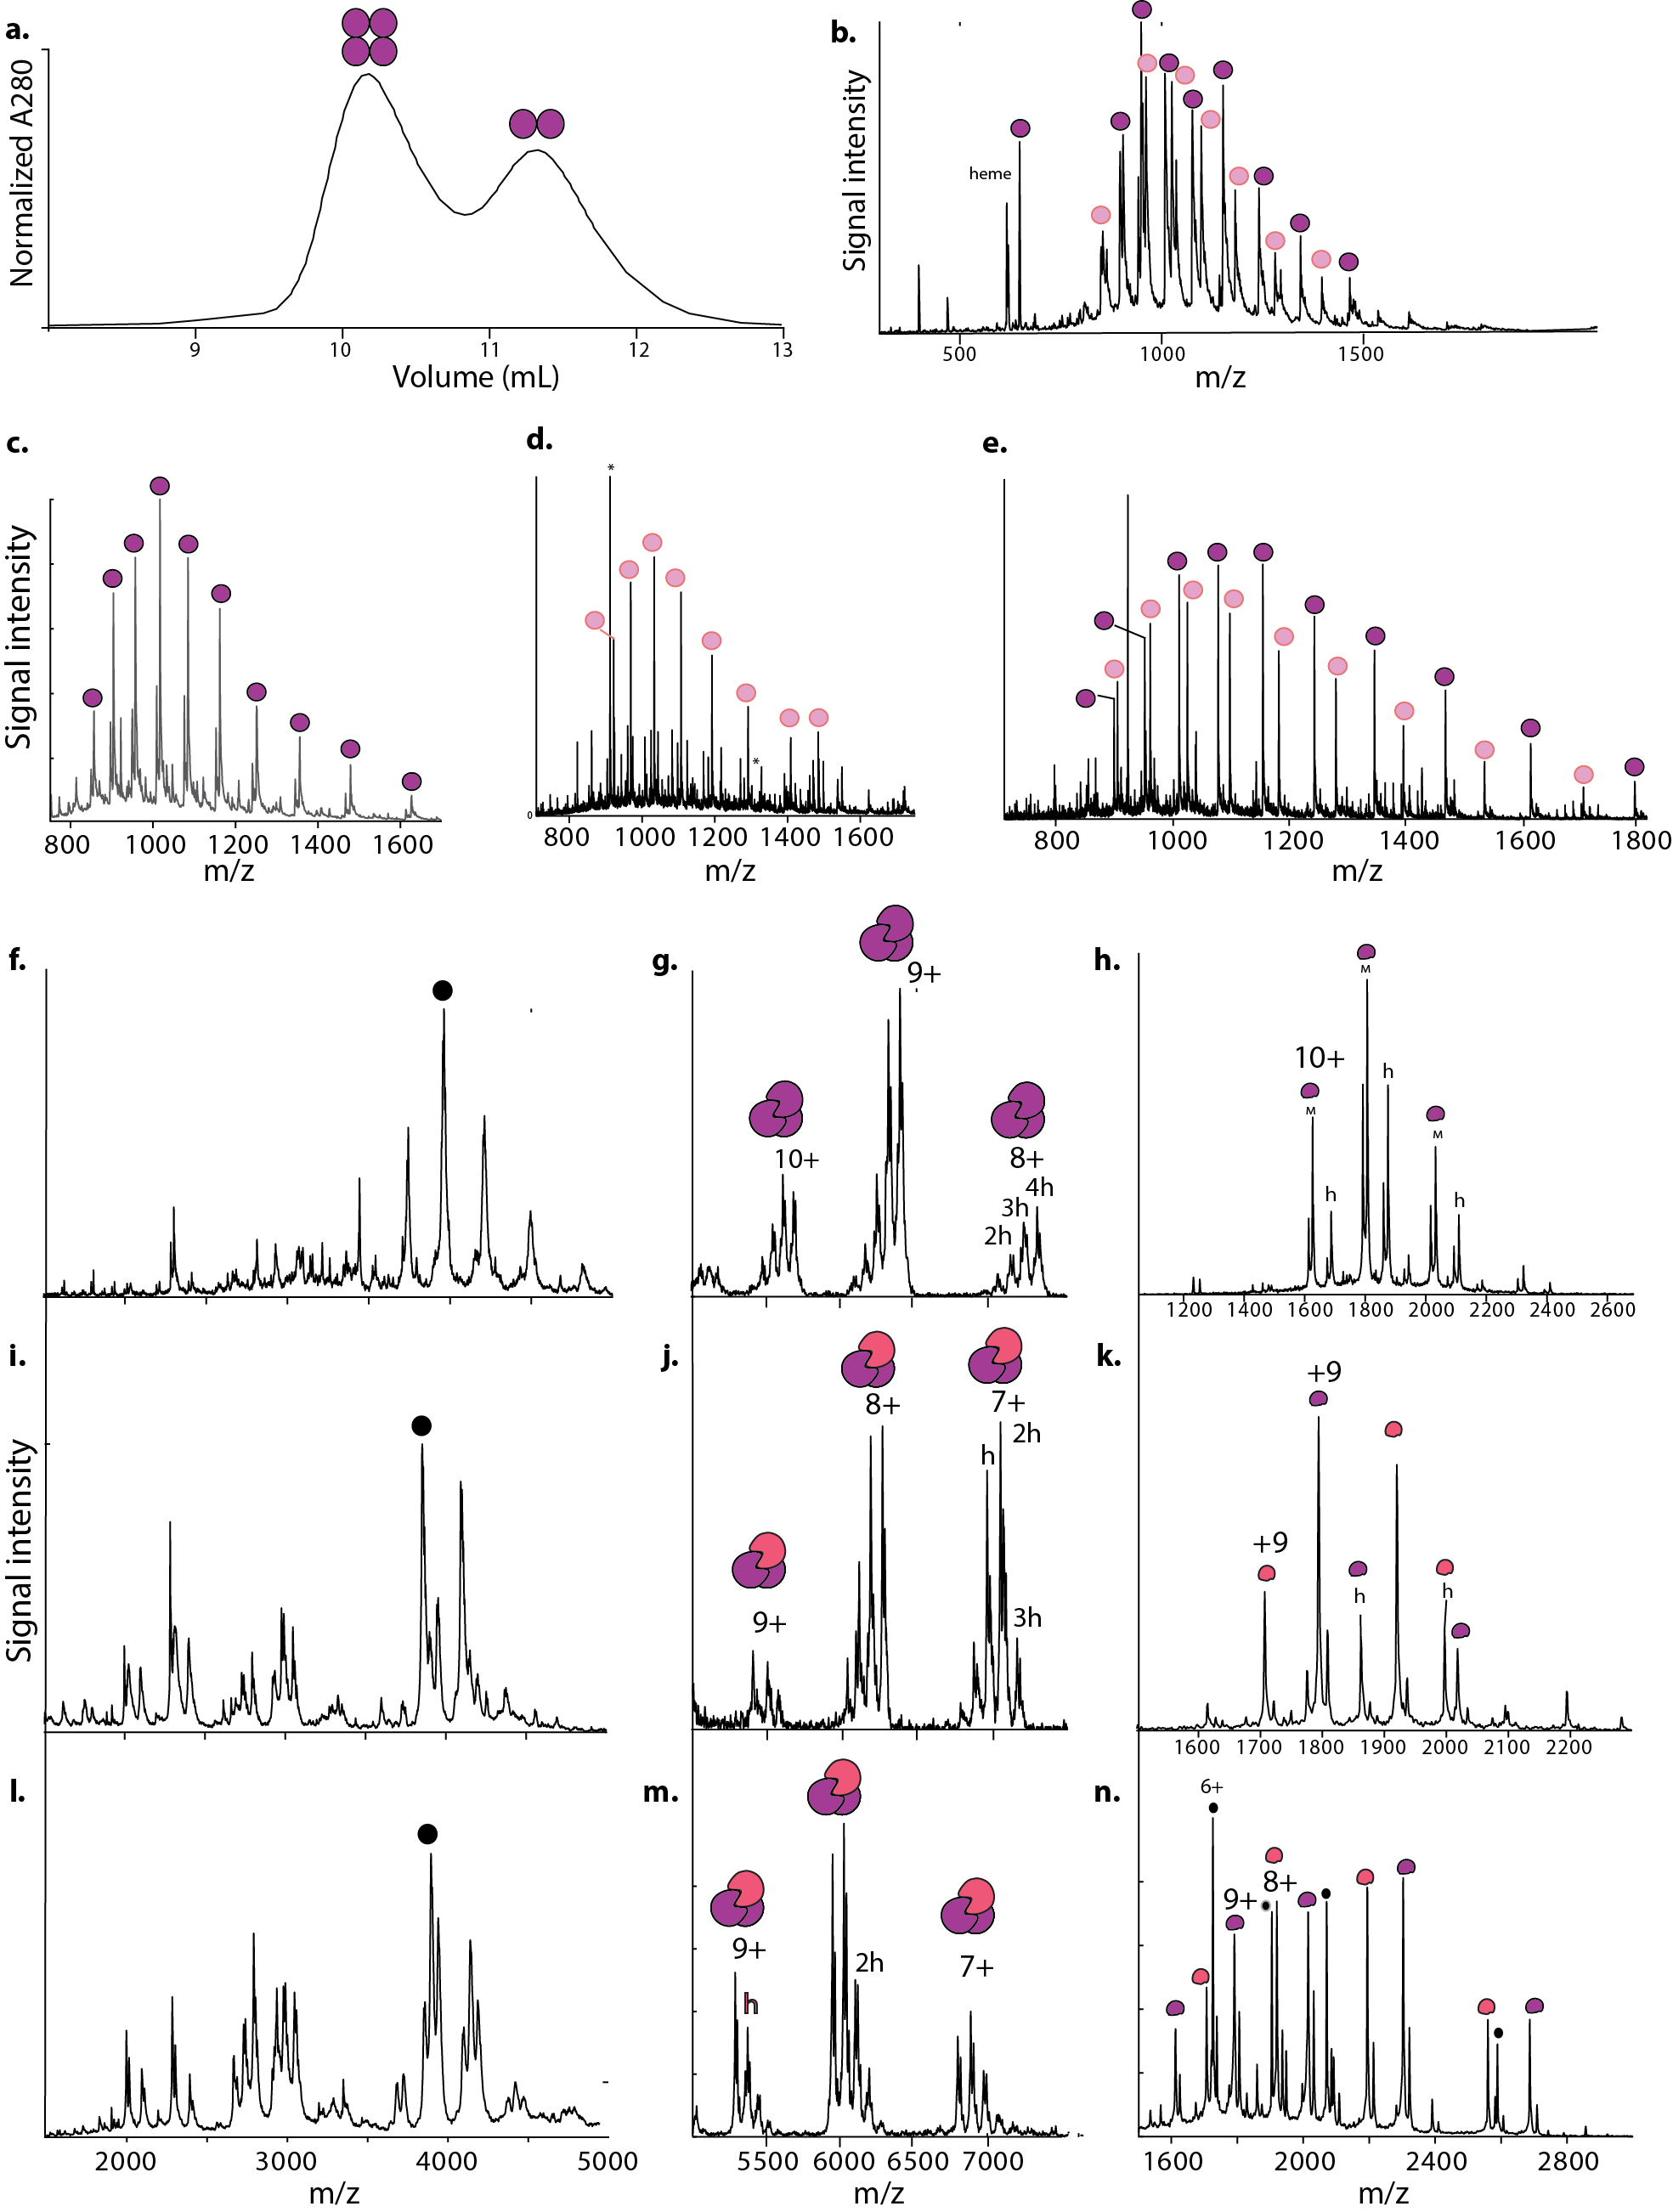 a.
Normalized A280
9 10 11 12 13
Volume (mL)
b.
Signal intensity
heme
500 1000 1500
m/z
c.
Signal intensity
800 1000 1200 1400 1600
m/z
d.
*
*
0
800 1000 1200 1400 1600
m/z
e.
800 1000 1200 1400 1600 1800
m/z
f.
g.
9+
10+
8+
4h
3h
2h
h.
M
10+
h
M
M
h
h
1200 1400 1600 1800 2000 2200 2400 2600
i.
Signal intensity
j.
8+
7+
2h
h
3h
9+
k.
+9
+9
h
h
1600 1700 1800 1900 2000 2100 2200
l.
2000 3000 4000 5000
m/z
m.
9+
h
2h
7+
5500 6000 6500 7000
m/z
n.
6+
8+
9+
1600 2000 2400 2800
m/z